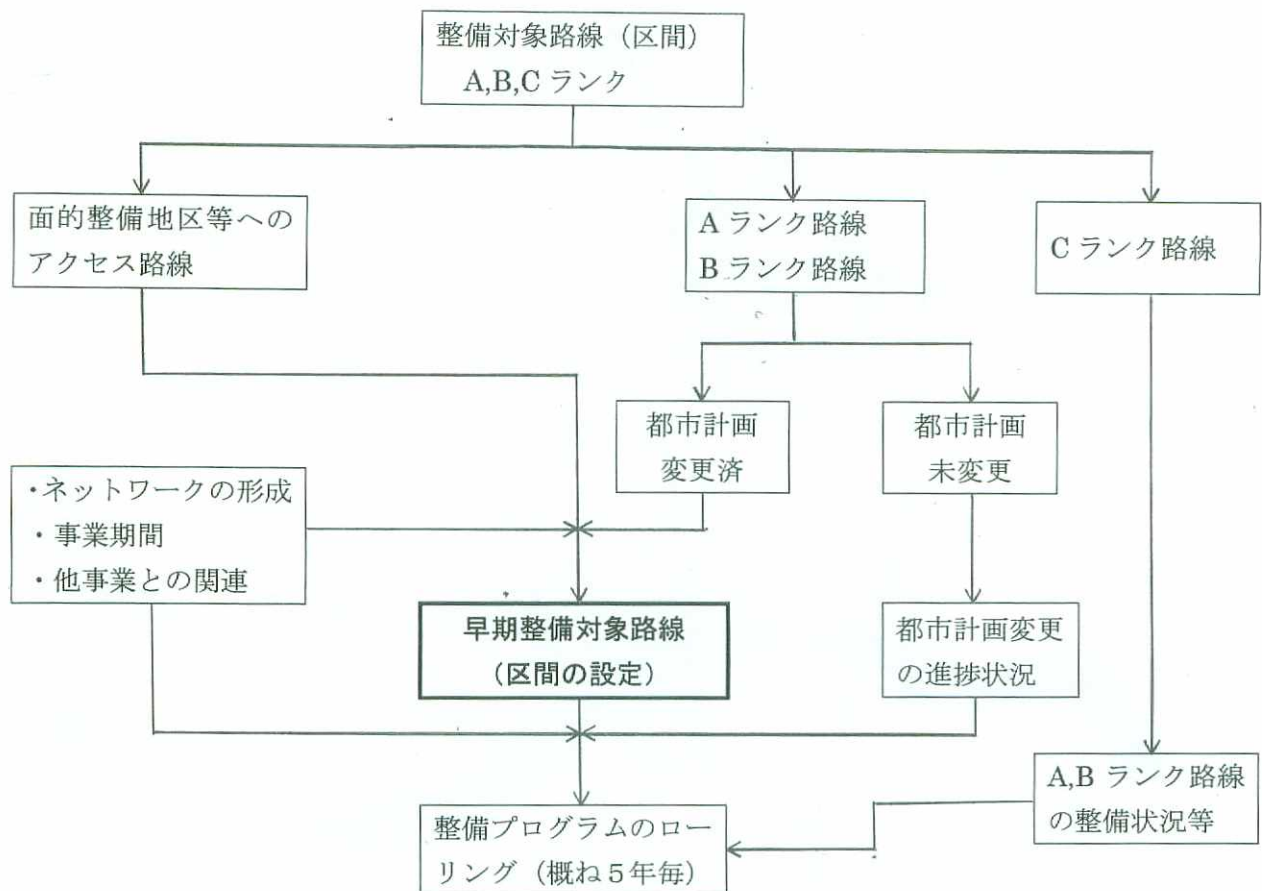 整備対象路線（区間）
A,B,C ランク
面的整備地区等への
アクセス路線
A ランク路線
B ランク路線
C ランク路線
都市計画
変更済
都市計画
未変更
・ネットワークの形成
・事業期間
・他事業との関連
早期整備対象路線
（区間の設定）
都市計画変更
の進捗状況
A,B ランク路線
の整備状況等
整備プログラムのロー
リング（概ね５年毎）